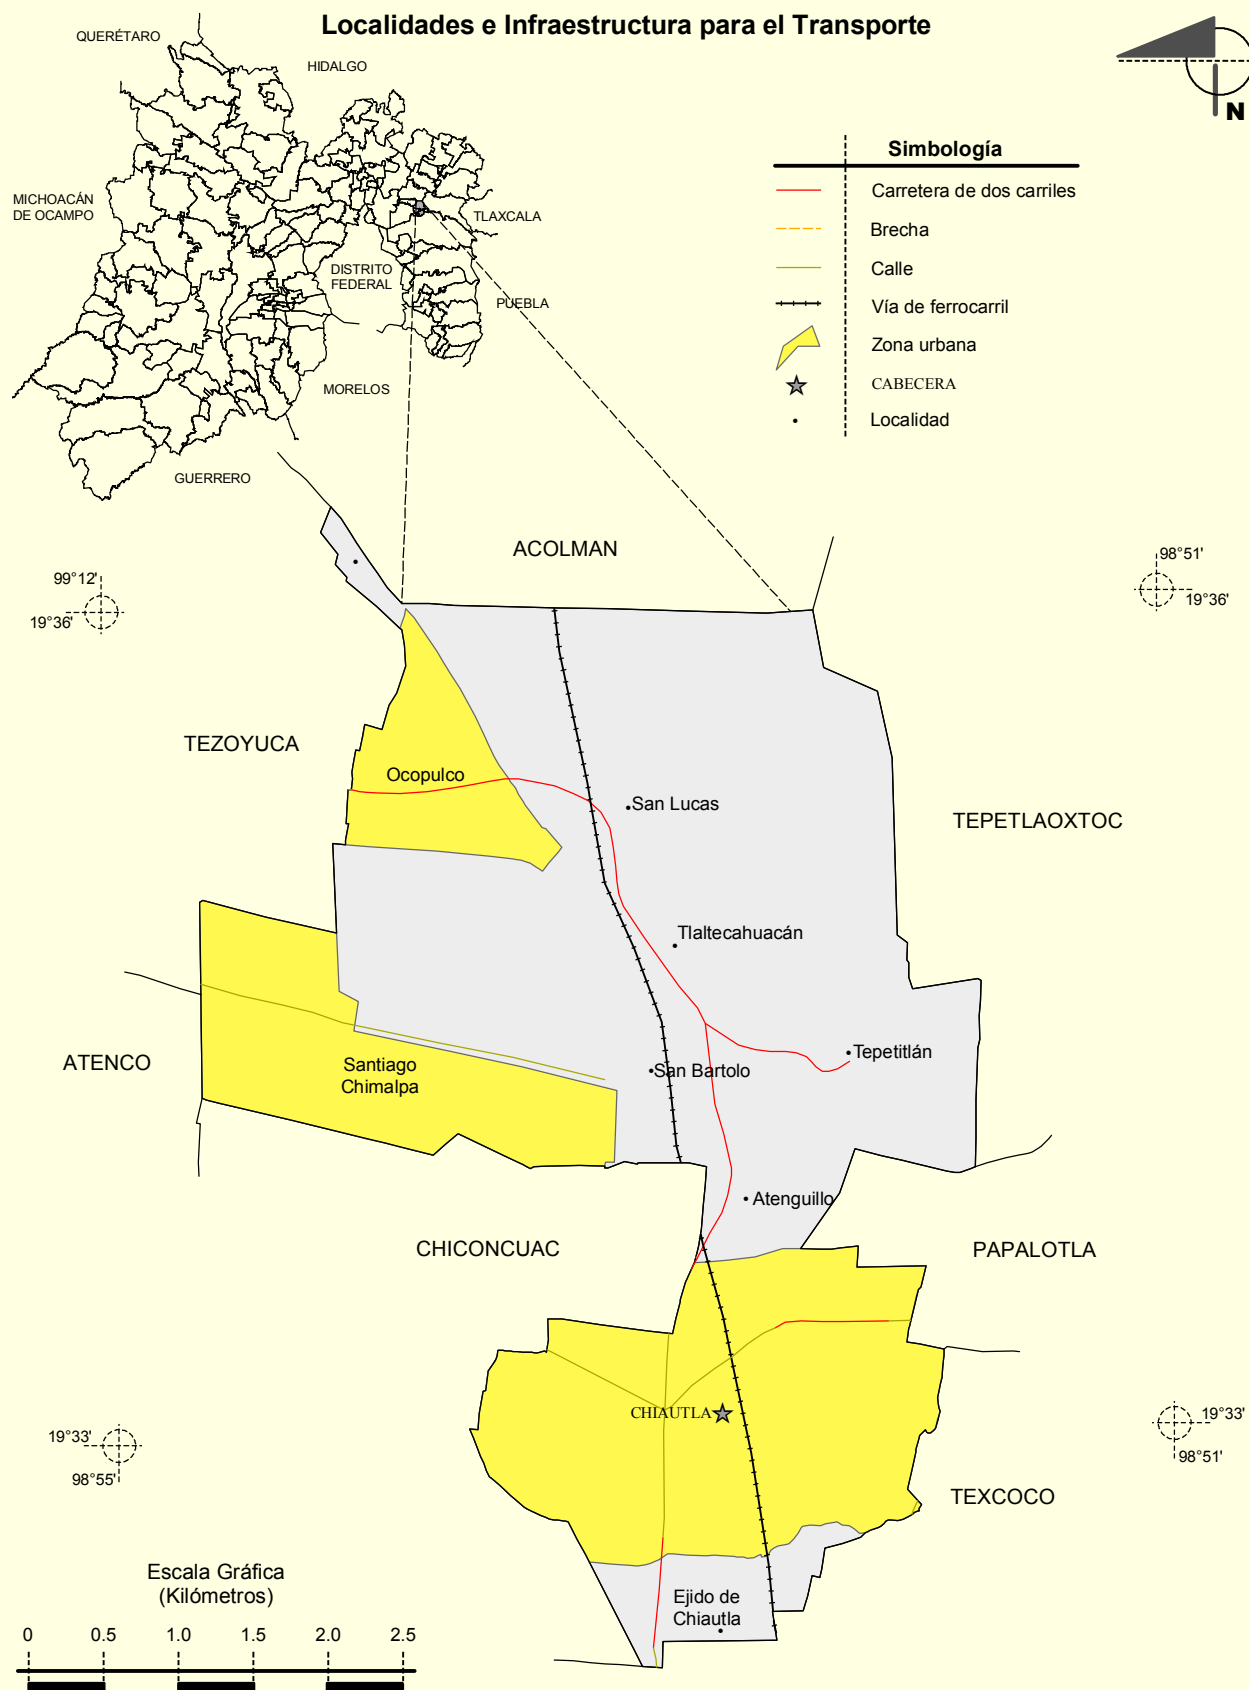 Localidades e Infraestructura para el Transporte
QUERÉTARO
HIDALGO
MICHOACÁN
DE OCAMPO
TLAXCALA
DISTRITO
FEDERAL
PUEBLA
MORELOS
GUERRERO
N
Simbología
Carretera de dos carriles
Brecha
Calle
Vía de ferrocarril
Zona urbana
CABECERA
Localidad
ACOLMAN
99°12'
19°36'
98°51'
19°36'
TEZOYUCA
Ocopulco
San Lucas
TEPETLAOXTOC
Tlaltecahuacán
ATENCO
Santiago
Chimalpa
San Bartolo
Tepetitlán
Atenguillo
CHICONCUAC
PAPALOTLA
CHIAUTLA
19°33'
98°55'
19°33'
98°51'
TEXCOCO
Ejido de
Chiautla
Escala Gráfica
(Kilómetros)
0 0.5 1.0 1.5 2.0 2.5